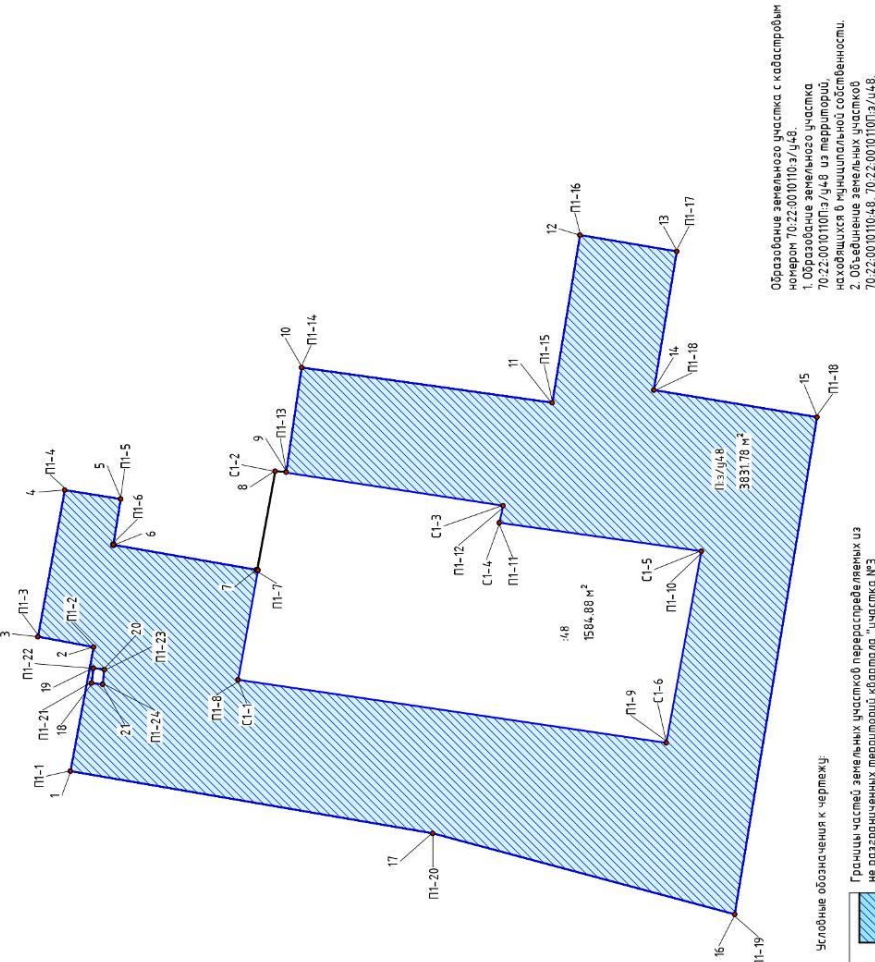 3
П1-3
4
П1-4
П1-22
П1-2
2
5
П1-5
П1-6
6
П1-1
1
П1-21
18
19
20
П1-23
21
П1-24
7
П1-7
8
С1-2
9
П1-13
10
П1-14
П1-8
С1-1
12
П1-16
13
П1-17
11
П1-15
14
П1-18
С1-3
П1-12
С1-4
П1-11
С1-5
П1-10
П1-9
С1-6
15
П1-18
17
П1-20
16
П1-19
:48
1584.88 м²
П:з/у48
3831.78 м²
Образование земельного участка с кадастровым
номером 70:22:0010110:з/у48.
1. Образование земельного участка
70:22:0010110П:з/у48 из территорий,
находящихся в муниципальной собственности.
2. Объединение земельных участков
70:22:0010110:48, 70:22:0010110П:з/у48.
Условные обозначения к чертежу:
Границы частей земельных участков перераспределяемых из
не разграниченных территорий квартала "участка №3